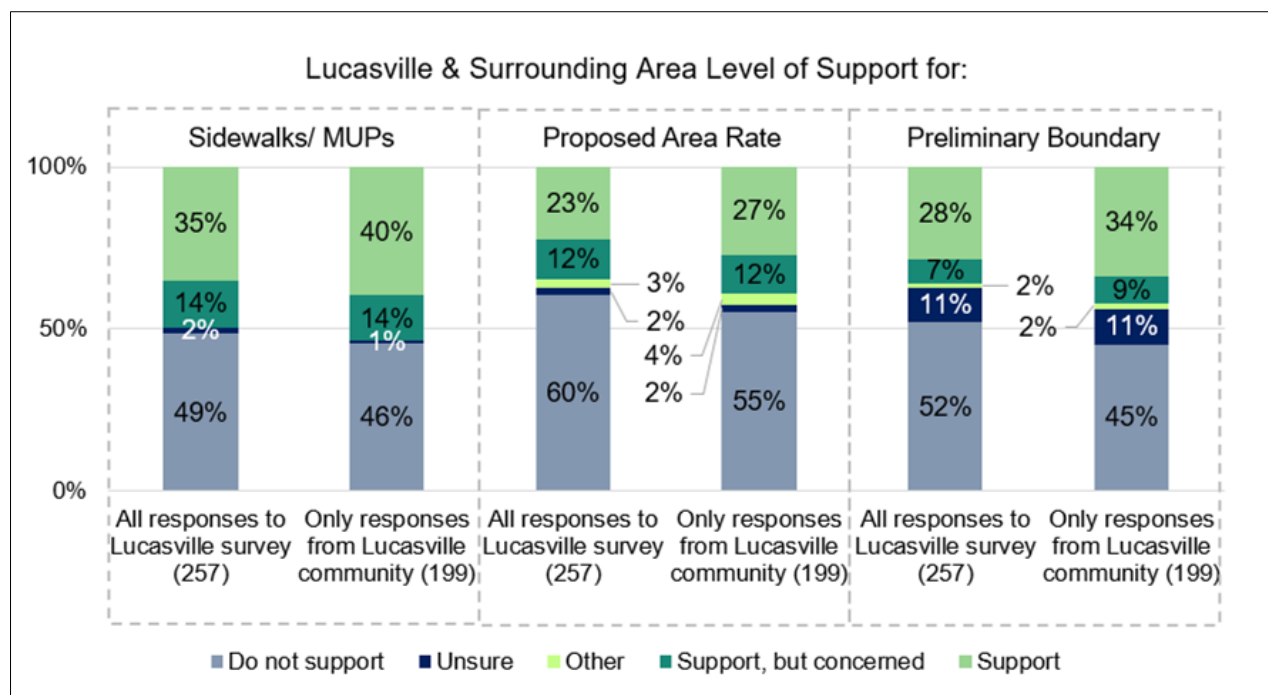 Lucasville & Surrounding Area Level of Support for:
Sidewalks/ MUPs
Proposed Area Rate
Preliminary Boundary
100%
50%
0%
35%
14%
2%
49%
40%
14%
1%
46%
23%
12%
3%
2%
60%
27%
12%
4%
2%
55%
28%
7%
2%
11%
52%
34%
9%
2%
11%
45%
All responses to
Lucasville survey
(257)
Only responses
from Lucasville
community (199)
All responses to
Lucasville survey
(257)
Only responses
from Lucasville
community (199)
All responses to
Lucasville survey
(257)
Only responses
from Lucasville
community (199)
Do not support
Unsure
Other
Support, but concerned
Support